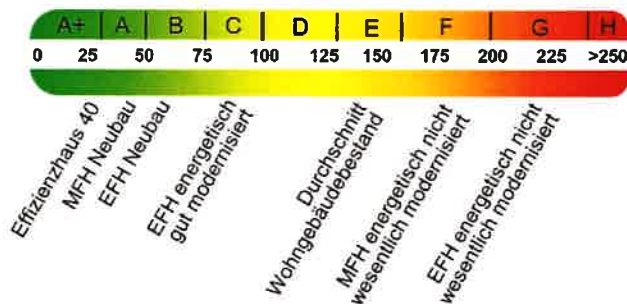 A+ A B C D E F G H
0 25 50 75 100 125 150 175 200 225 >250
Effizienzhaus 40
MFH Neubau
EFH Neubau
EFH energetisch
gut modernisiert
Durchschnitt
Wohngebäudebestand
MFH energetisch nicht
wesentlich modernisiert
EFH energetisch nicht
wesentlich modernisiert